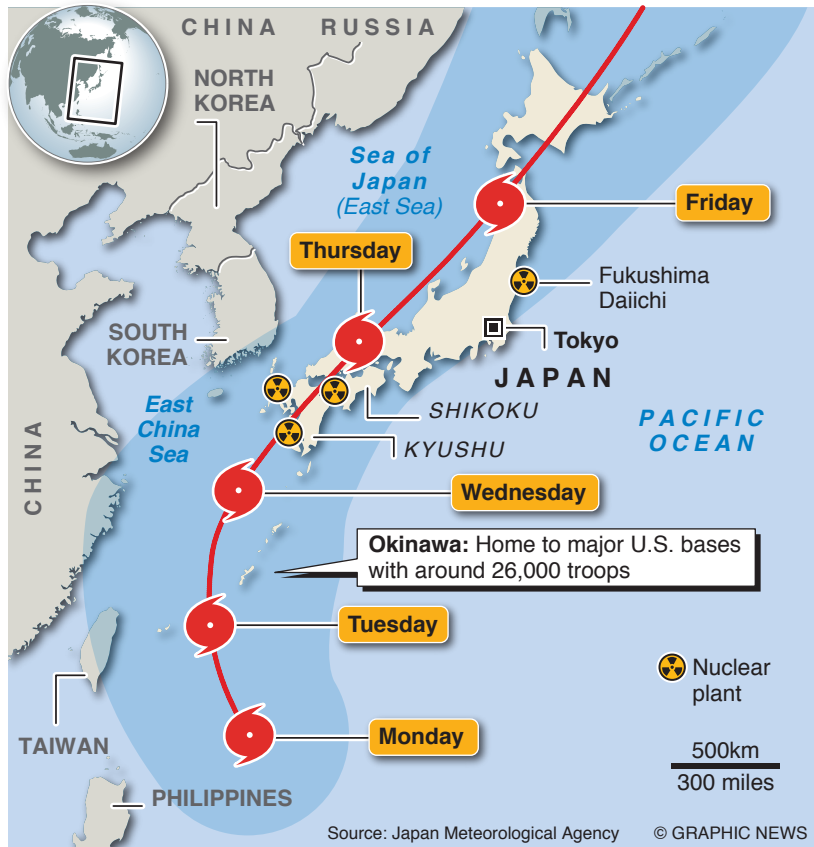 CHINA
RUSSIA
NORTH
KOREA
Sea of
Japan
(East Sea)
Friday
Thursday
Fukushima
Daiichi
SOUTH
KOREA
Tokyo
JAPAN
East
China
Sea
SHIKOKU
PACIFIC
OCEAN
KYUSHU
CHINA
Wednesday
Okinawa: Home to major U.S. bases
with around 26,000 troops
Tuesday
Nuclear
plant
TAIWAN
Monday
500km
300 miles
PHILIPPINES
Source: Japan Meteorological Agency
© GRAPHIC NEWS